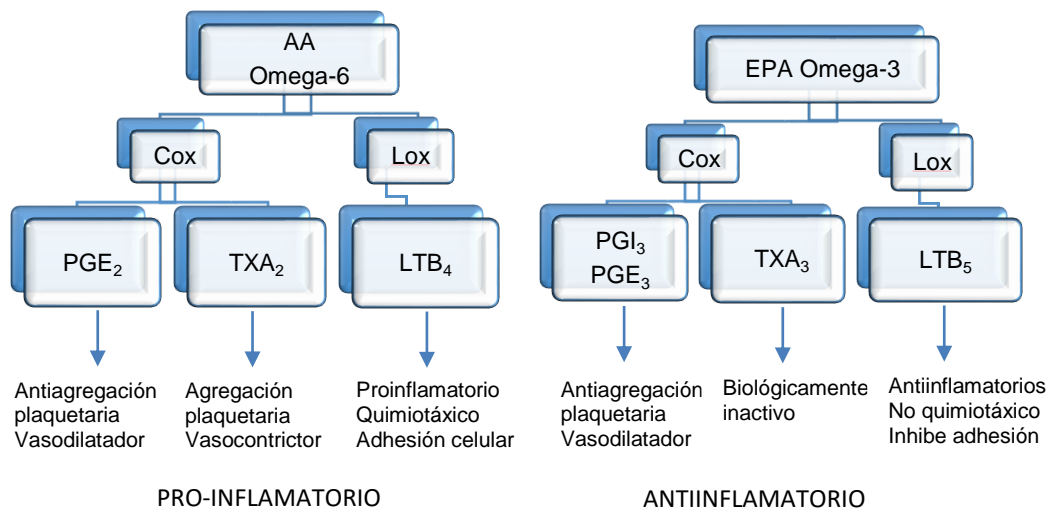 AA
Omega-6
Cox
Lox
PGE₂
TXA₂
LTB₄
Antiagregación
plaquetaria
Vasodilatador
Agregación
plaquetaria
Vasocontrictor
Proinflamatorio
Quimiotáxico
Adhesión celular
PRO-INFLAMATORIO
EPA Omega-3
Cox
Lox
PGI₃
PGE₃
TXA₃
LTB₅
Antiagregación
plaquetaria
Vasodilatador
Biológicamente
inactivo
Antiinflamatorios
No quimiotáxico
Inhibe adhesión
ANTIINFLAMATORIO